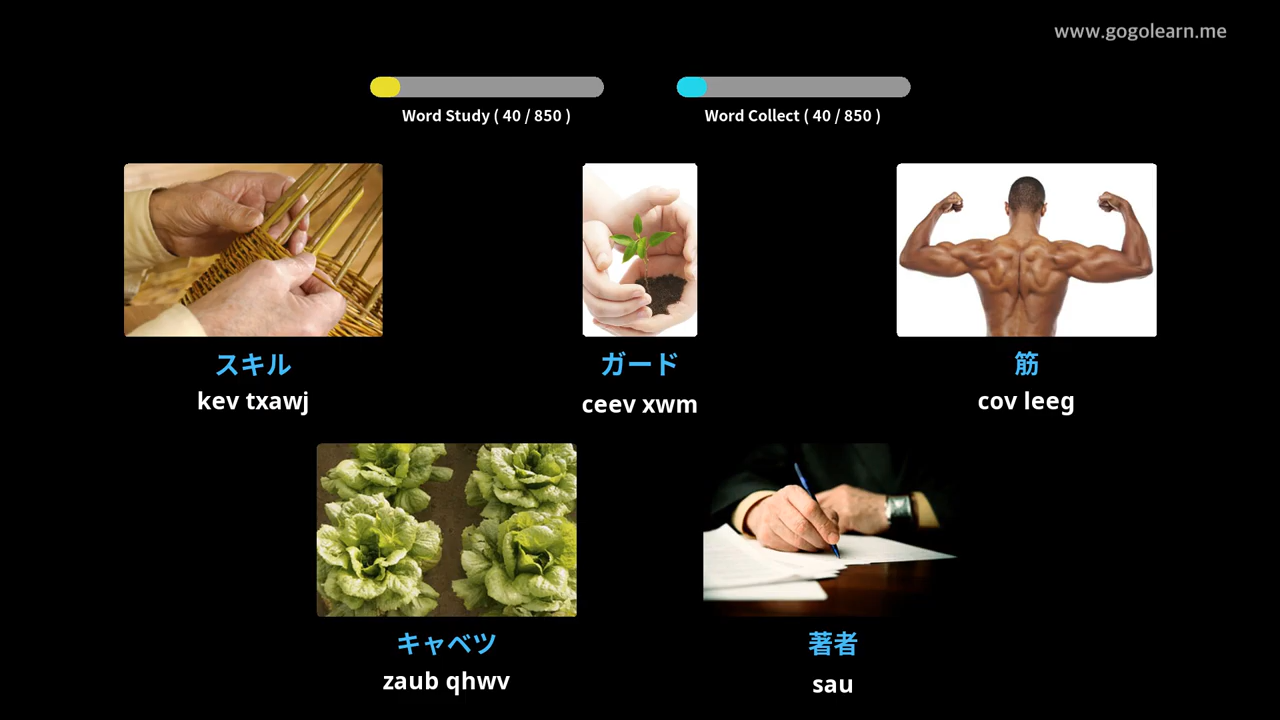 www.gogolearn.me
Word Study ( 40 / 850 )
Word Collect ( 40 / 850 )
スキル
kev txawj
ガード
ceev xwm
筋
cov leeg
キャベツ
zaub qhwv
著者
sau